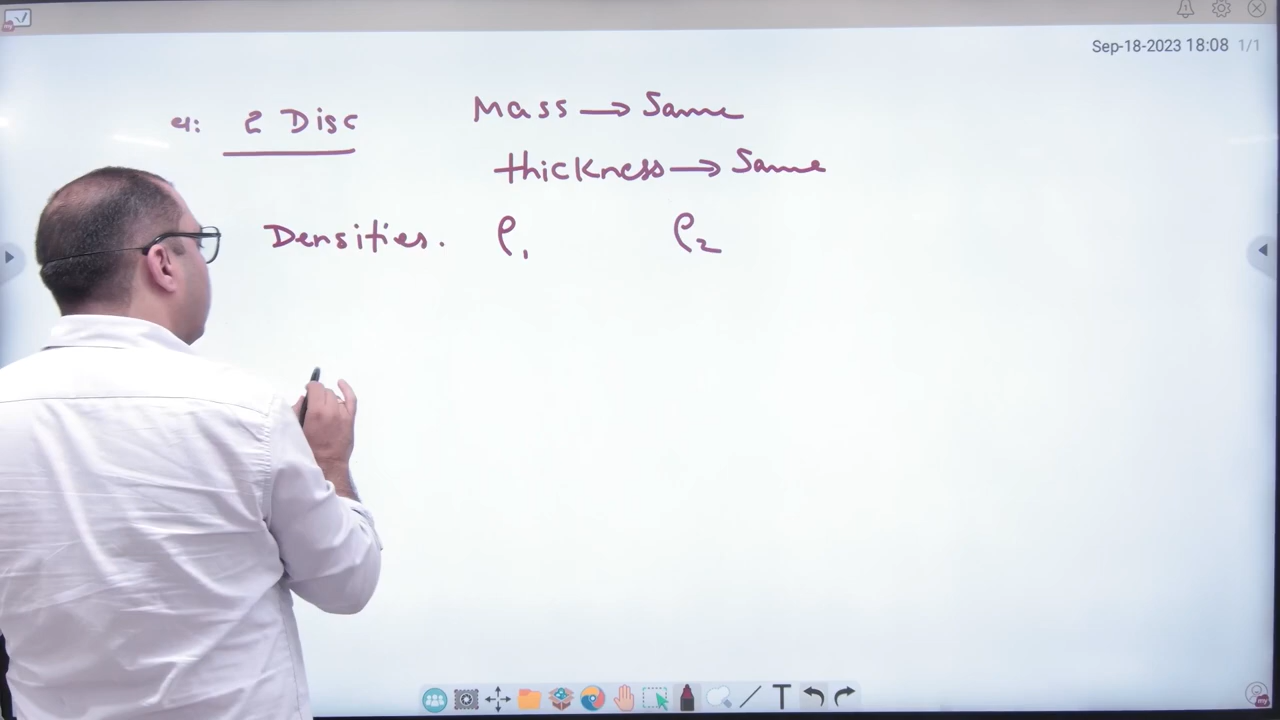 Sep-18-2023 18:08 1/1
Q: 2 Disc Mass → Same
thickness → Same
Densities. ρ₁ ρ₂
T